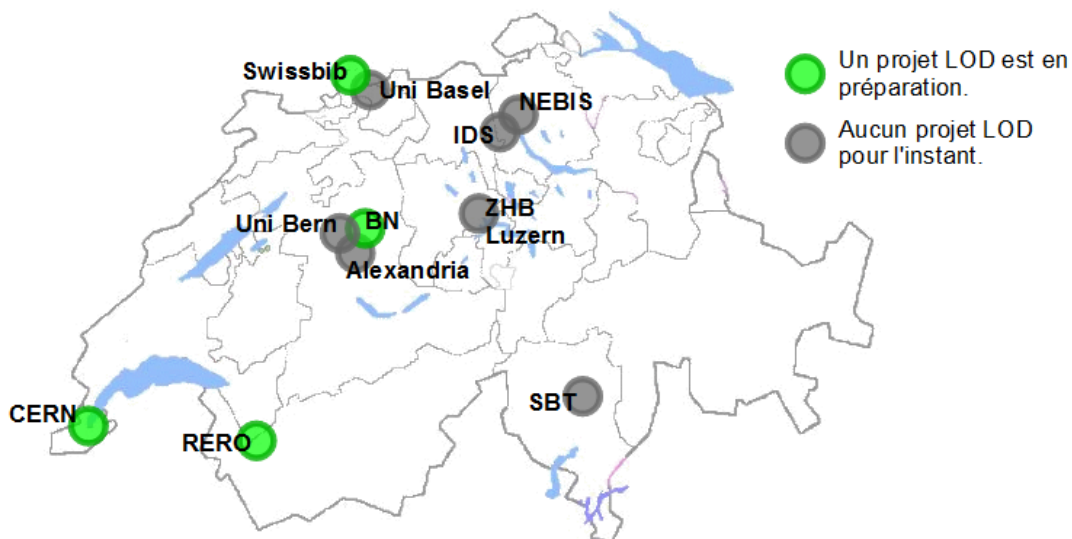 Swissbib
Uni Basel
NEBIS
IDS
Uni Bern
BN
Alexandria
ZHB
Luzern
CERN
RERO
SBT
Un projet LOD est en
préparation.
Aucun projet LOD
pour l'instant.